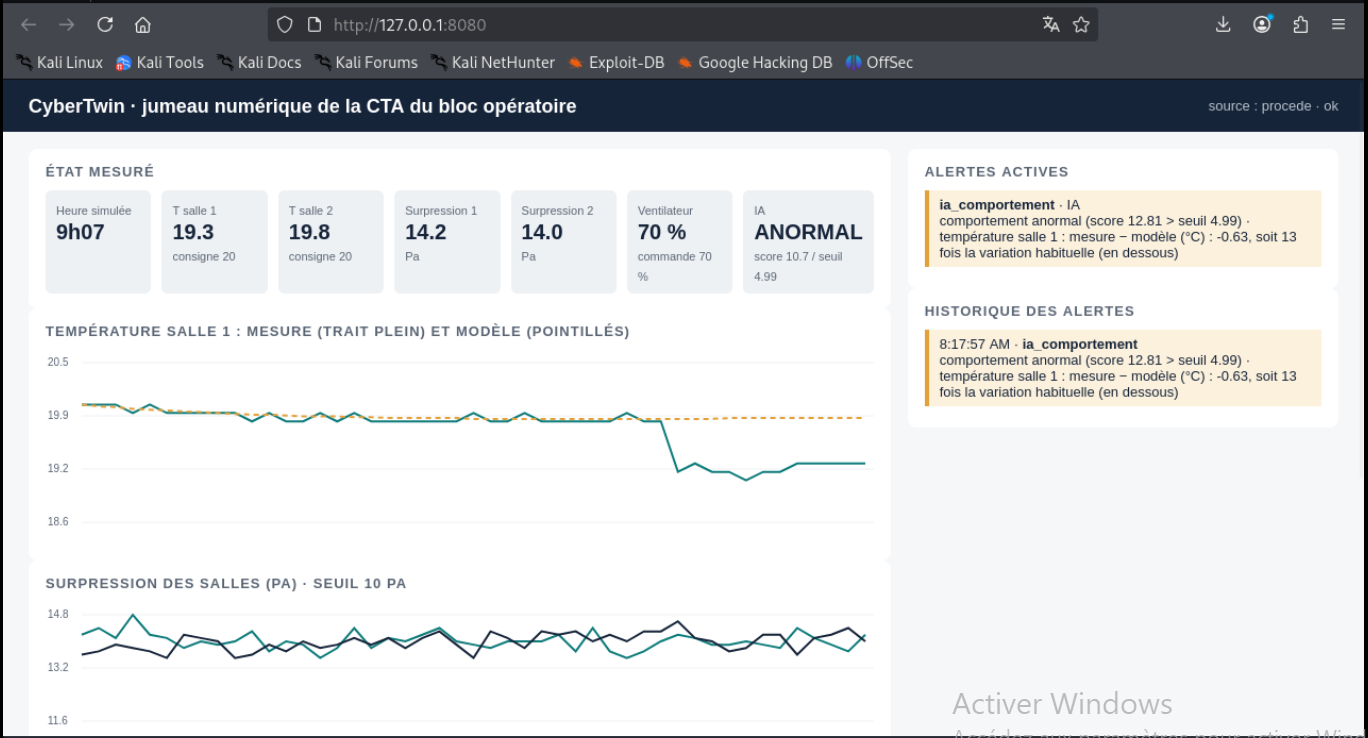 http://127.0.0.1:8080
Kali Linux Kali Tools Kali Docs Kali Forums Kali NetHunter Exploit-DB Google Hacking DB OffSec
CyberTwin · jumeau numérique de la CTA du bloc opératoire
source : procede · ok
ÉTAT MESURÉ
Heure simulée
9h07
T salle 1
19.3
consigne 20
T salle 2
19.8
consigne 20
Surpression 1
14.2
Pa
Surpression 2
14.0
Pa
Ventilateur
70 %
commande 70
%
IA
ANORMAL
score 10.7 / seuil
4.99
TEMPÉRATURE SALLE 1 : MESURE (TRAIT PLEIN) ET MODÈLE (POINTILLÉS)
20.5
19.9
19.2
18.6
SURPRESSION DES SALLES (PA) · SEUIL 10 PA
14.8
13.2
11.6
ALERTES ACTIVES
ia_comportement · IA
comportement anormal (score 12.81 > seuil 4.99) ·
température salle 1 : mesure − modèle (°C) : -0.63, soit 13
fois la variation habituelle (en dessous)
HISTORIQUE DES ALERTES
8:17:57 AM · ia_comportement
comportement anormal (score 12.81 > seuil 4.99) ·
température salle 1 : mesure − modèle (°C) : -0.63, soit 13
fois la variation habituelle (en dessous)
Activer Windows